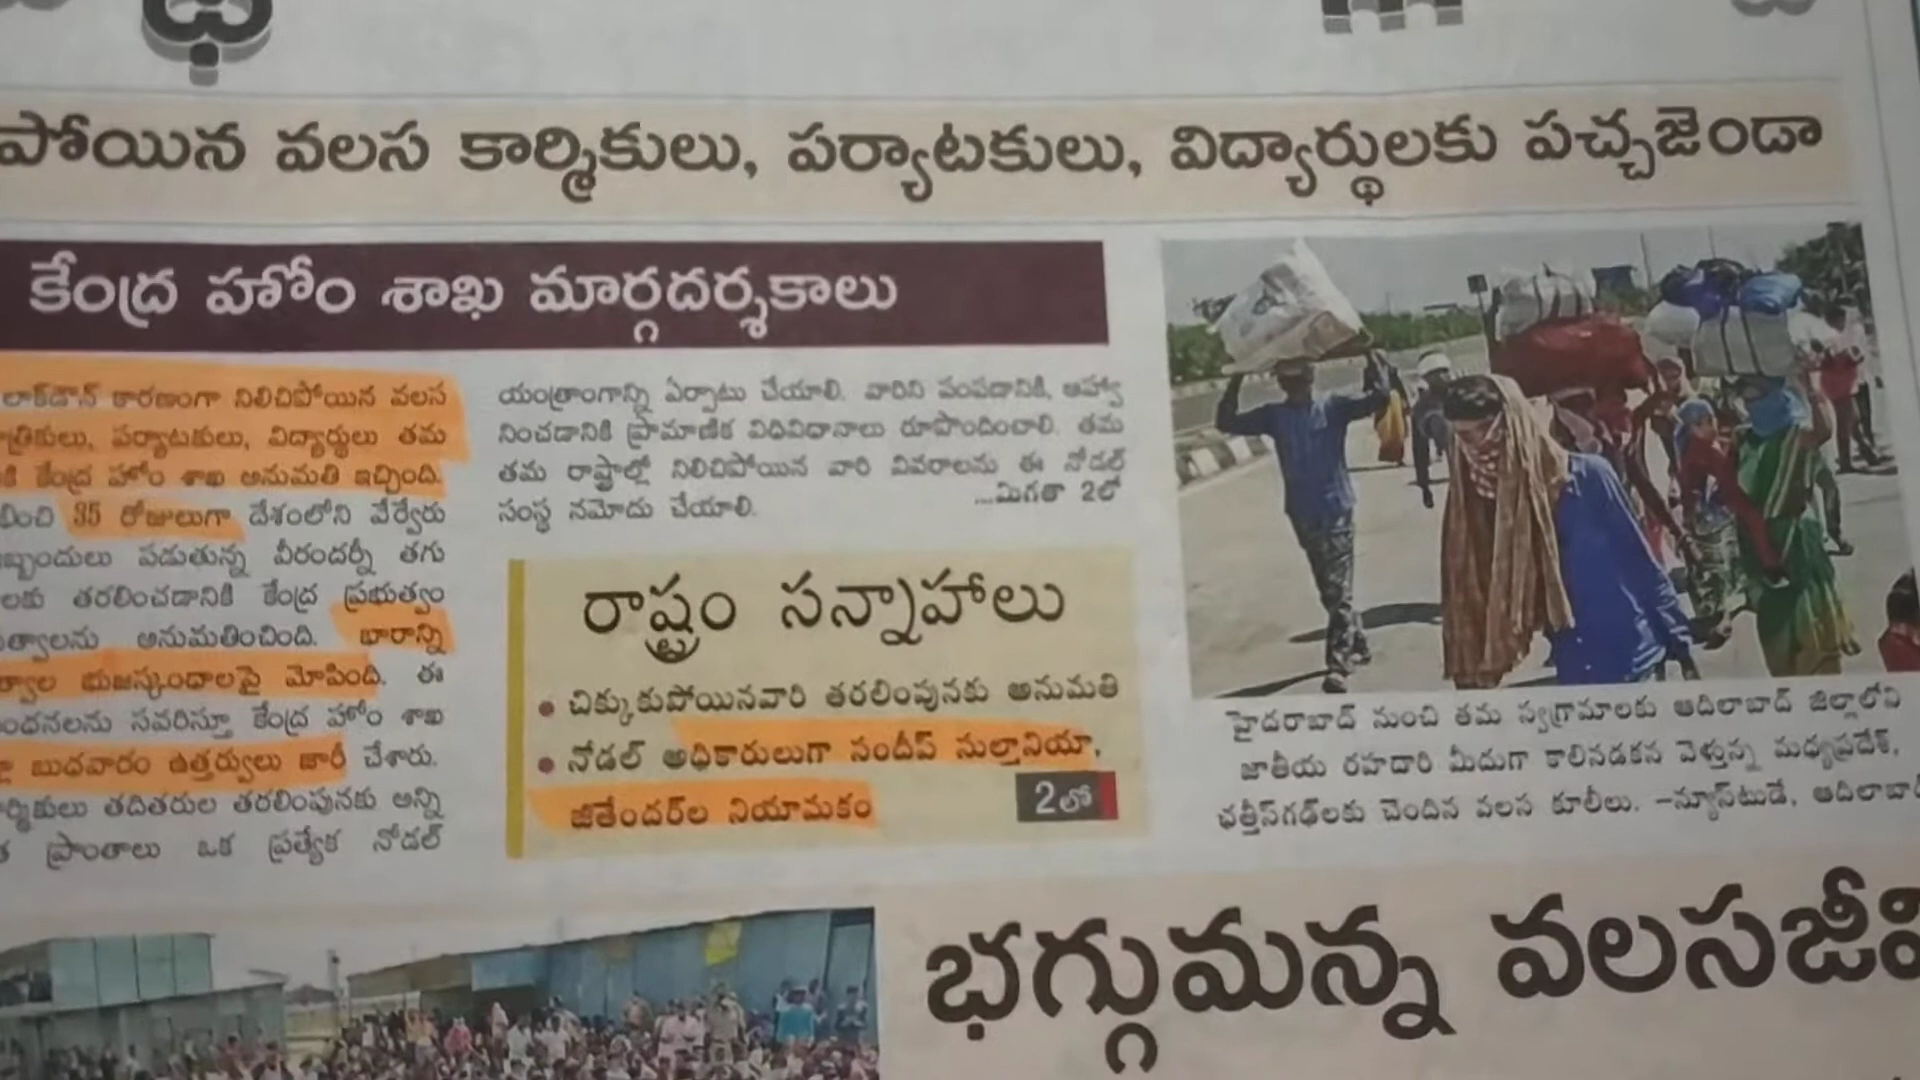 పోయిన వలస కార్మికులు, పర్యాటకులు, విద్యార్థులకు పచ్చజెండా
కేంద్ర హోం శాఖ మార్గదర్శకాలు
లాక్‌డౌన్ కారణంగా నిలిచిపోయిన వలస
పర్యాటకులు, విద్యార్థులు తమ
కేంద్ర హోం శాఖ అనుమతి ఇచ్చింది.
35 రోజులుగా దేశంలోని వేర్వేరు
పడుతున్న వీరందర్నీ తగు
తరలించడానికి కేంద్ర ప్రభుత్వం
అనుమతించింది. భారాన్ని
భుజస్కంధాలపై మోపింది. ఈ
సవరిస్తూ కేంద్ర హోం శాఖ
బుధవారం ఉత్తర్వులు జారీ చేశారు.
తదితరుల తరలింపునకు అన్ని
ప్రాంతాలు ఒక ప్రత్యేక నోడల్
యంత్రాంగాన్ని ఏర్పాటు చేయాలి. వారిని పంపడానికి, ఆహ్వా
నించడానికి ప్రామాణిక విధివిధానాలు రూపొందించాలి. తమ
తమ రాష్ట్రాల్లో నిలిచిపోయిన వారి వివరాలను ఈ నోడల్
సంస్థ నమోదు చేయాలి. ...మిగతా 2లో
రాష్ట్రం సన్నాహాలు
• చిక్కుకుపోయినవారి తరలింపునకు అనుమతి
• నోడల్ అధికారులుగా సందీప్ సుల్తానియా,
జితేందర్‌ల నియామకం
2లో
హైదరాబాద్ నుంచి తమ స్వగ్రామాలకు ఆదిలాబాద్ జిల్లాలోని
జాతీయ రహదారి మీదుగా కాలినడకన వెళ్తున్న మధ్యప్రదేశ్,
ఛత్తీస్‌గఢ్‌లకు చెందిన వలస కూలీలు. -న్యూస్‌టుడే, ఆదిలాబాద్
భగ్గుమన్న